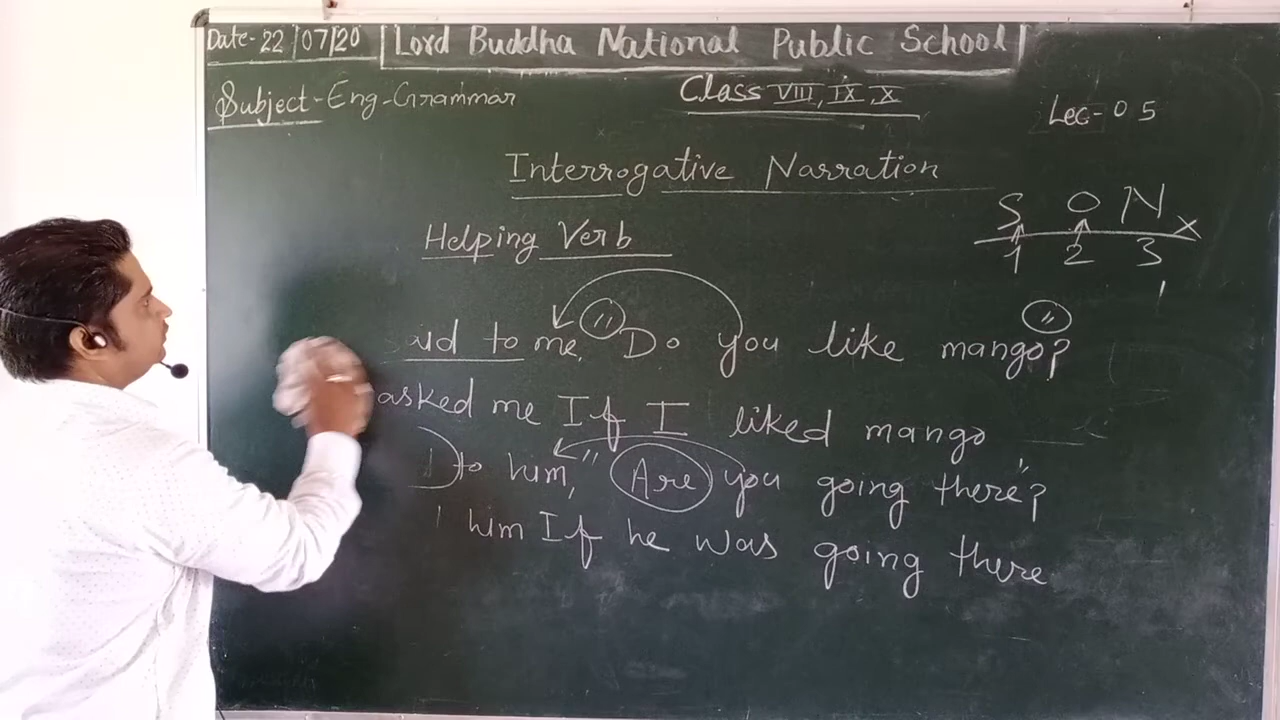 Date-22/07/20 Lord Buddha National Public School
Subject-Eng-Grammar Class VIII, IX, X
Lec-05
Interrogative Narration
S O N x
1 2 3
Helping Verb
to me, "Do you like mango?"
asked me If I liked mango
to him, "Are you going there?"
him If he was going there